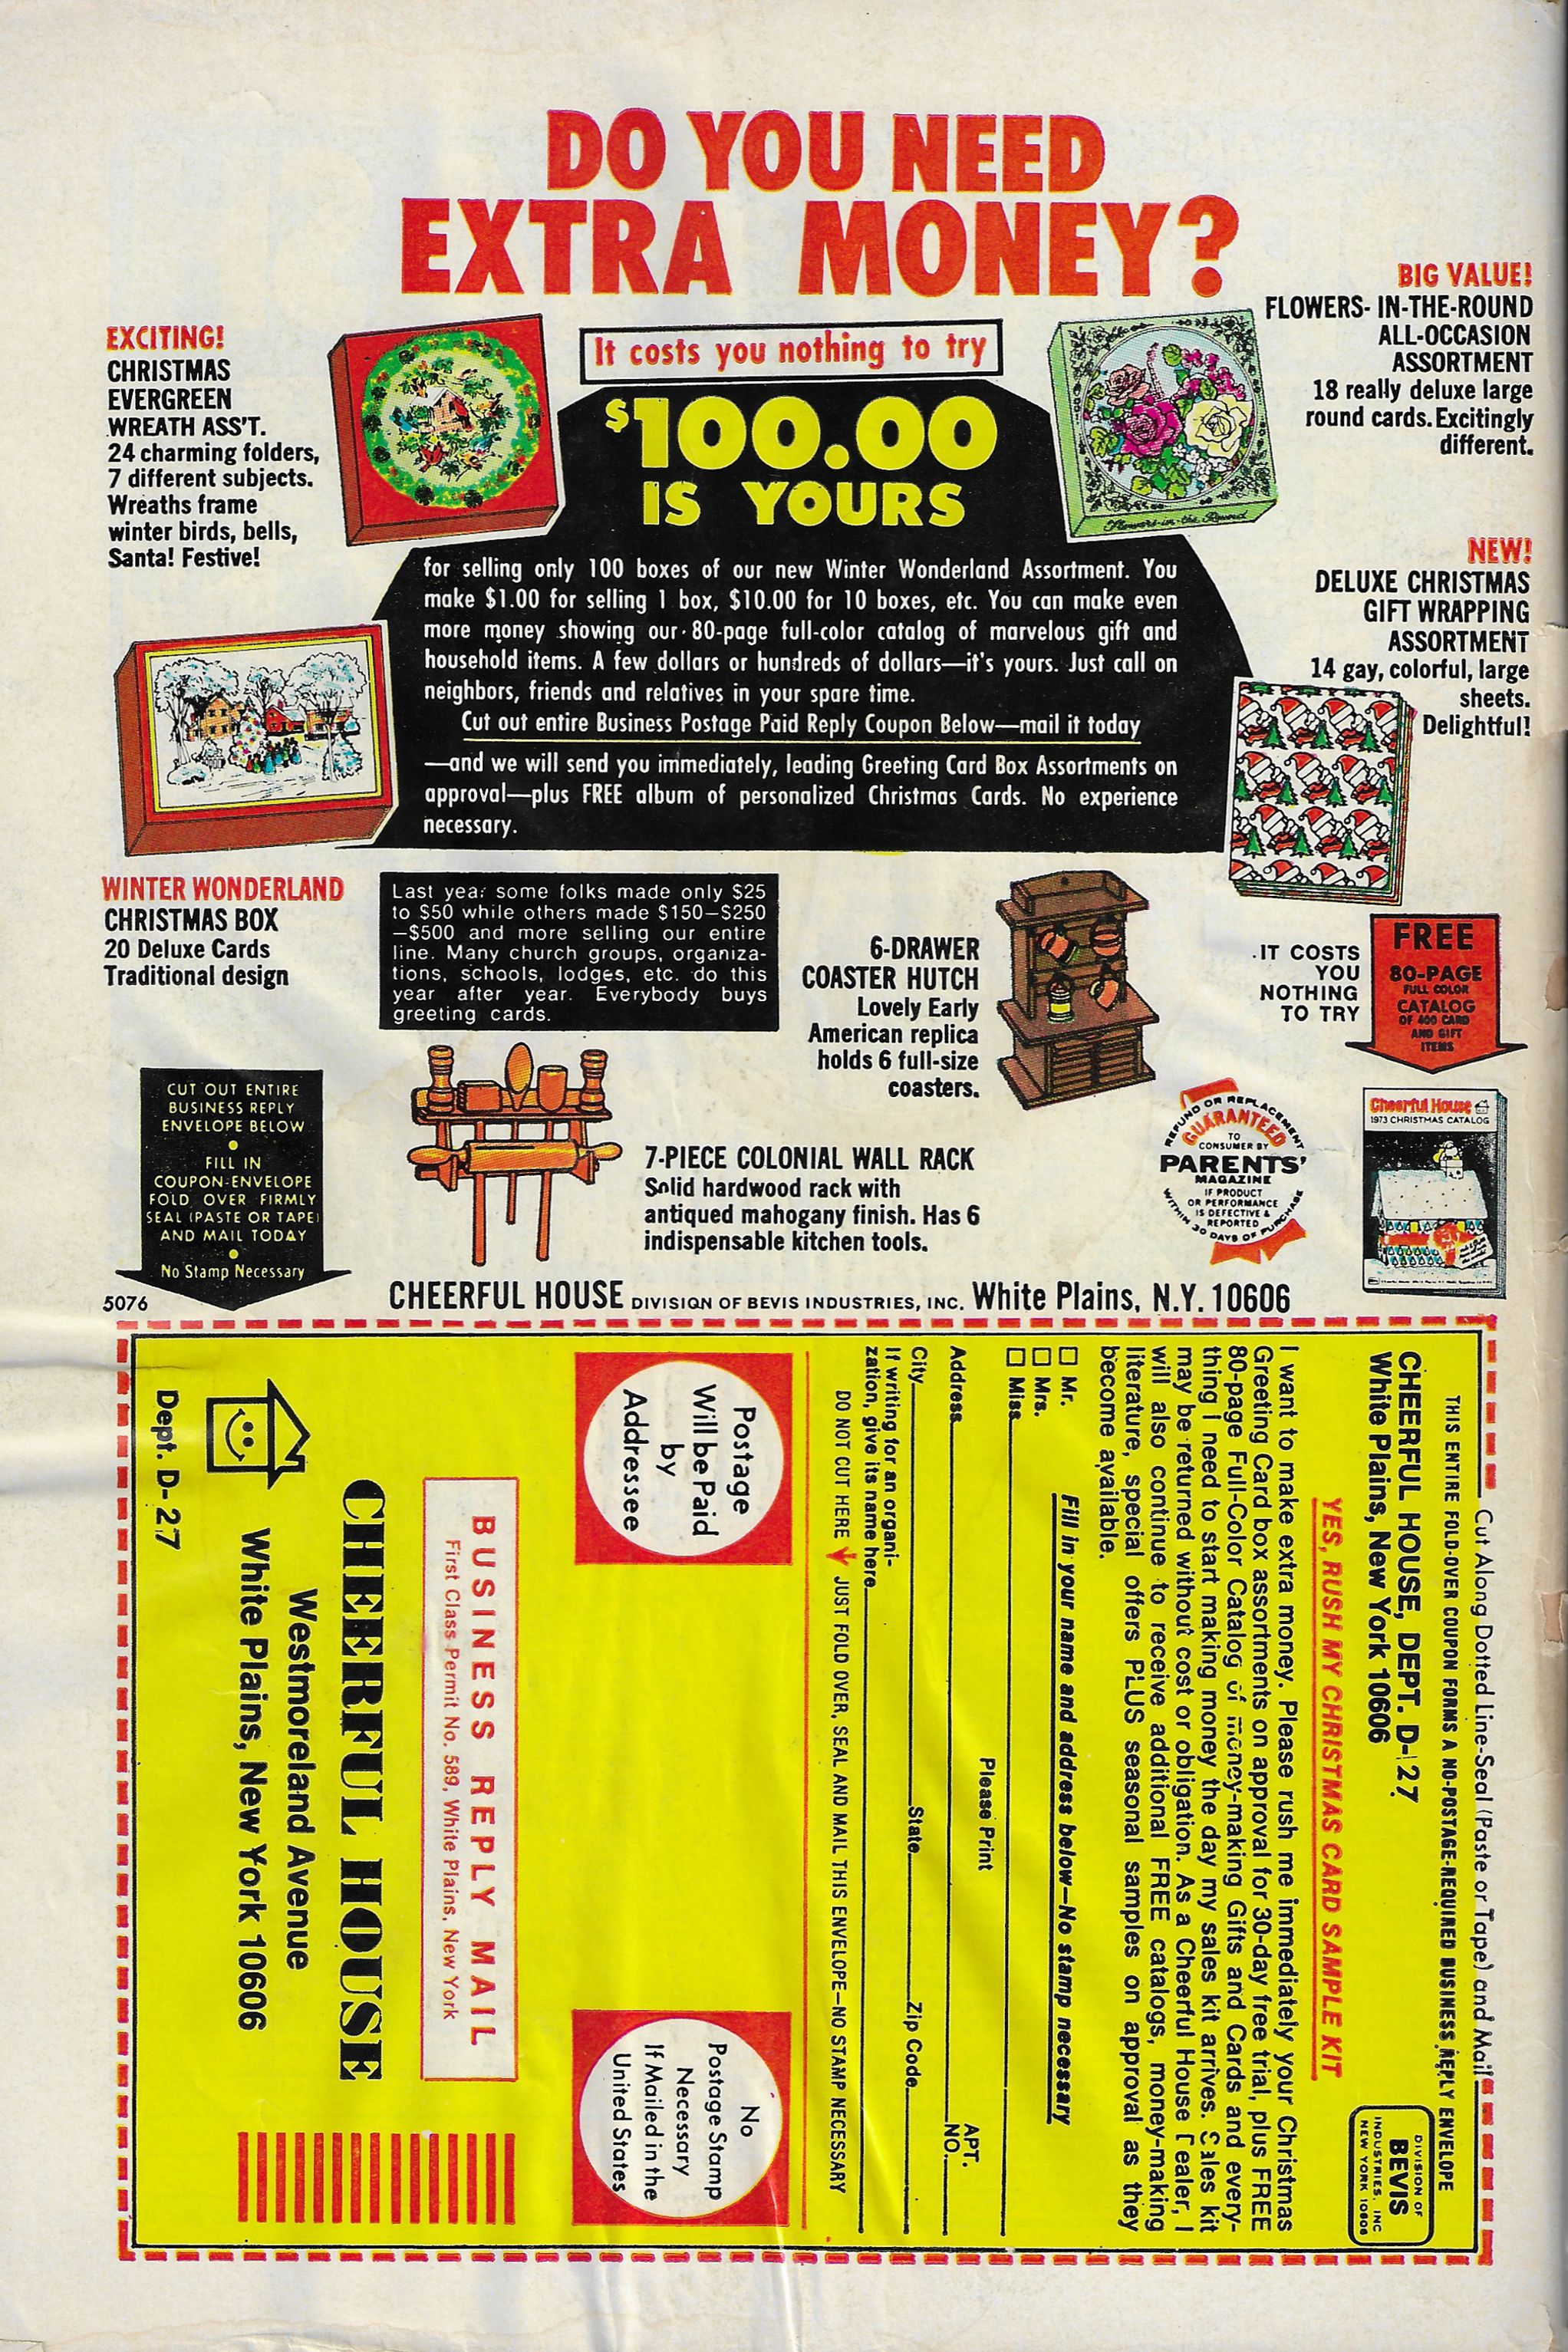 DO YOU NEED
EXTRA MONEY?
It costs you nothing to try
$100.00
IS YOURS
for selling only 100 boxes of our new Winter Wonderland Assortment. You
make $1.00 for selling 1 box, $10.00 for 10 boxes, etc. You can make even
more money showing our 80-page full-color catalog of marvelous gift and
household items. A few dollars or hundreds of dollars—it's yours. Just call on
neighbors, friends and relatives in your spare time.
Cut out entire Business Postage Paid Reply Coupon Below—mail it today
—and we will send you immediately, leading Greeting Card Box Assortments on
approval—plus FREE album of personalized Christmas Cards. No experience
necessary.
EXCITING!
CHRISTMAS
EVERGREEN
WREATH ASS'T.
24 charming folders,
7 different subjects.
Wreaths frame
winter birds, bells,
Santa! Festive!
BIG VALUE!
FLOWERS- IN-THE-ROUND
ALL-OCCASION
ASSORTMENT
18 really deluxe large
round cards. Excitingly
different.
Flowers-in-the Round
NEW!
DELUXE CHRISTMAS
GIFT WRAPPING
ASSORTMENT
14 gay, colorful, large
sheets.
Delightful!
WINTER WONDERLAND
CHRISTMAS BOX
20 Deluxe Cards
Traditional design
Last year some folks made only $25
to $50 while others made $150—$250
—$500 and more selling our entire
line. Many church groups, organiza-
tions, schools, lodges, etc. do this
year after year. Everybody buys
greeting cards.
6-DRAWER
COASTER HUTCH
Lovely Early
American replica
holds 6 full-size
coasters.
IT COSTS
YOU
NOTHING
TO TRY
FREE
80-PAGE
FULL COLOR
CATALOG
OF 400 CARD
AND GIFT
ITEMS
Cheerful House
1973 CHRISTMAS CATALOG
CUT OUT ENTIRE
BUSINESS REPLY
ENVELOPE BELOW
•
FILL IN
COUPON-ENVELOPE
FOLD OVER FIRMLY
SEAL (PASTE OR TAPE)
AND MAIL TODAY
•
No Stamp Necessary
7-PIECE COLONIAL WALL RACK
Solid hardwood rack with
antiqued mahogany finish. Has 6
indispensable kitchen tools.
REFUND OR REPLACEMENT
GUARANTEED
TO
CONSUMER BY
PARENTS'
MAGAZINE
IF PRODUCT
OR PERFORMANCE
IS DEFECTIVE &
REPORTED
WITHIN 30 DAYS OF PURCHASE
5076
CHEERFUL HOUSE DIVISION OF BEVIS INDUSTRIES, INC. White Plains, N.Y. 10606
Cut Along Dotted Line-Seal (Paste or Tape) and Mail
THIS ENTIRE FOLD-OVER COUPON FORMS A NO-POSTAGE-REQUIRED BUSINESS REPLY ENVELOPE
CHEERFUL HOUSE, DEPT. D-127
White Plains, New York 10606
DIVISION OF
BEVIS
INDUSTRIES, INC
NEW YORK 10606
YES, RUSH MY CHRISTMAS CARD SAMPLE KIT
I want to make extra money. Please rush me immediately your Christmas
Greeting Card box assortments on approval for 30-day free trial, plus FREE
80-page Full-Color Catalog of money-making Gifts and Cards and every-
thing I need to start making money the day my sales kit arrives. Sales kit
may be returned without cost or obligation. As a Cheerful House Dealer, I
will also continue to receive additional FREE catalogs, money-making
literature, special offers PLUS seasonal samples on approval as they
become available.
Fill in your name and address below—No stamp necessary
☐ Mr.
☐ Mrs.
☐ Miss
Please Print
Address
APT.
NO.
City State Zip Code
If writing for an organi-
zation, give its name here
DO NOT CUT HERE JUST FOLD OVER, SEAL AND MAIL THIS ENVELOPE—NO STAMP NECESSARY
Postage
Will be Paid
by
Addressee
No
Postage Stamp
Necessary
If Mailed in the
United States
BUSINESS REPLY MAIL
First Class Permit No. 589, White Plains, New York
CHEERFUL HOUSE
Westmoreland Avenue
White Plains, New York 10606
Dept. D-27